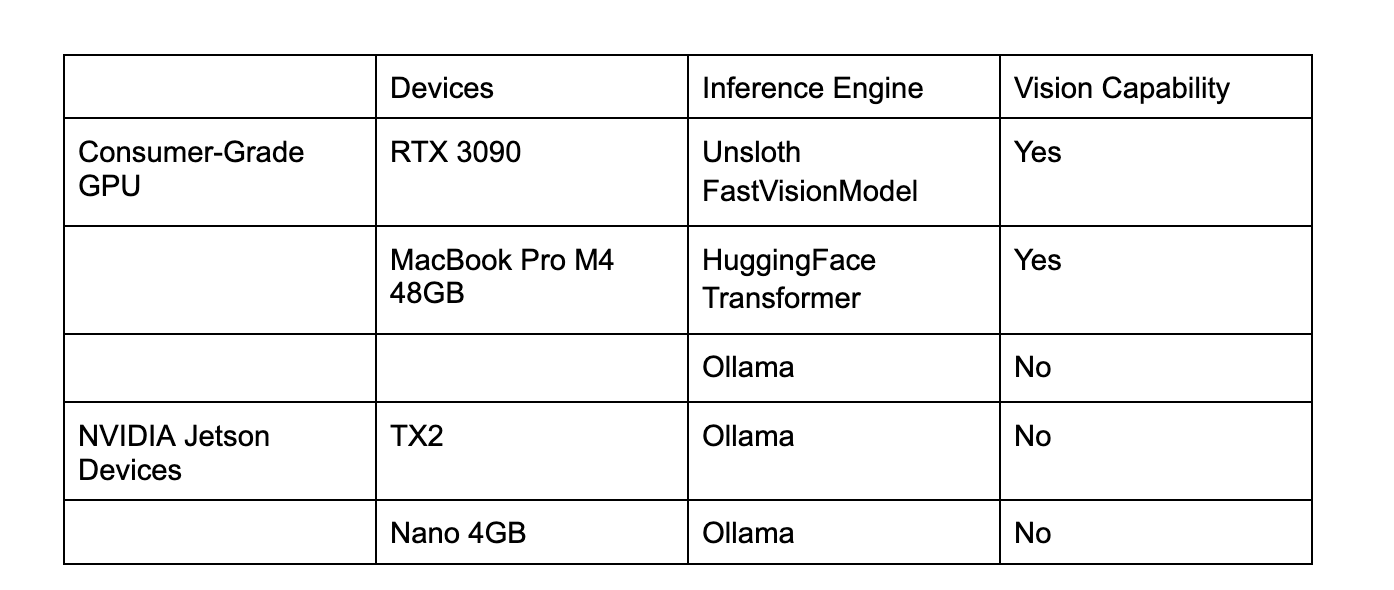 Devices Inference Engine Vision Capability
Consumer-Grade GPU RTX 3090 Unsloth FastVisionModel Yes
MacBook Pro M4 48GB HuggingFace Transformer Yes
Ollama No
NVIDIA Jetson Devices TX2 Ollama No
Nano 4GB Ollama No